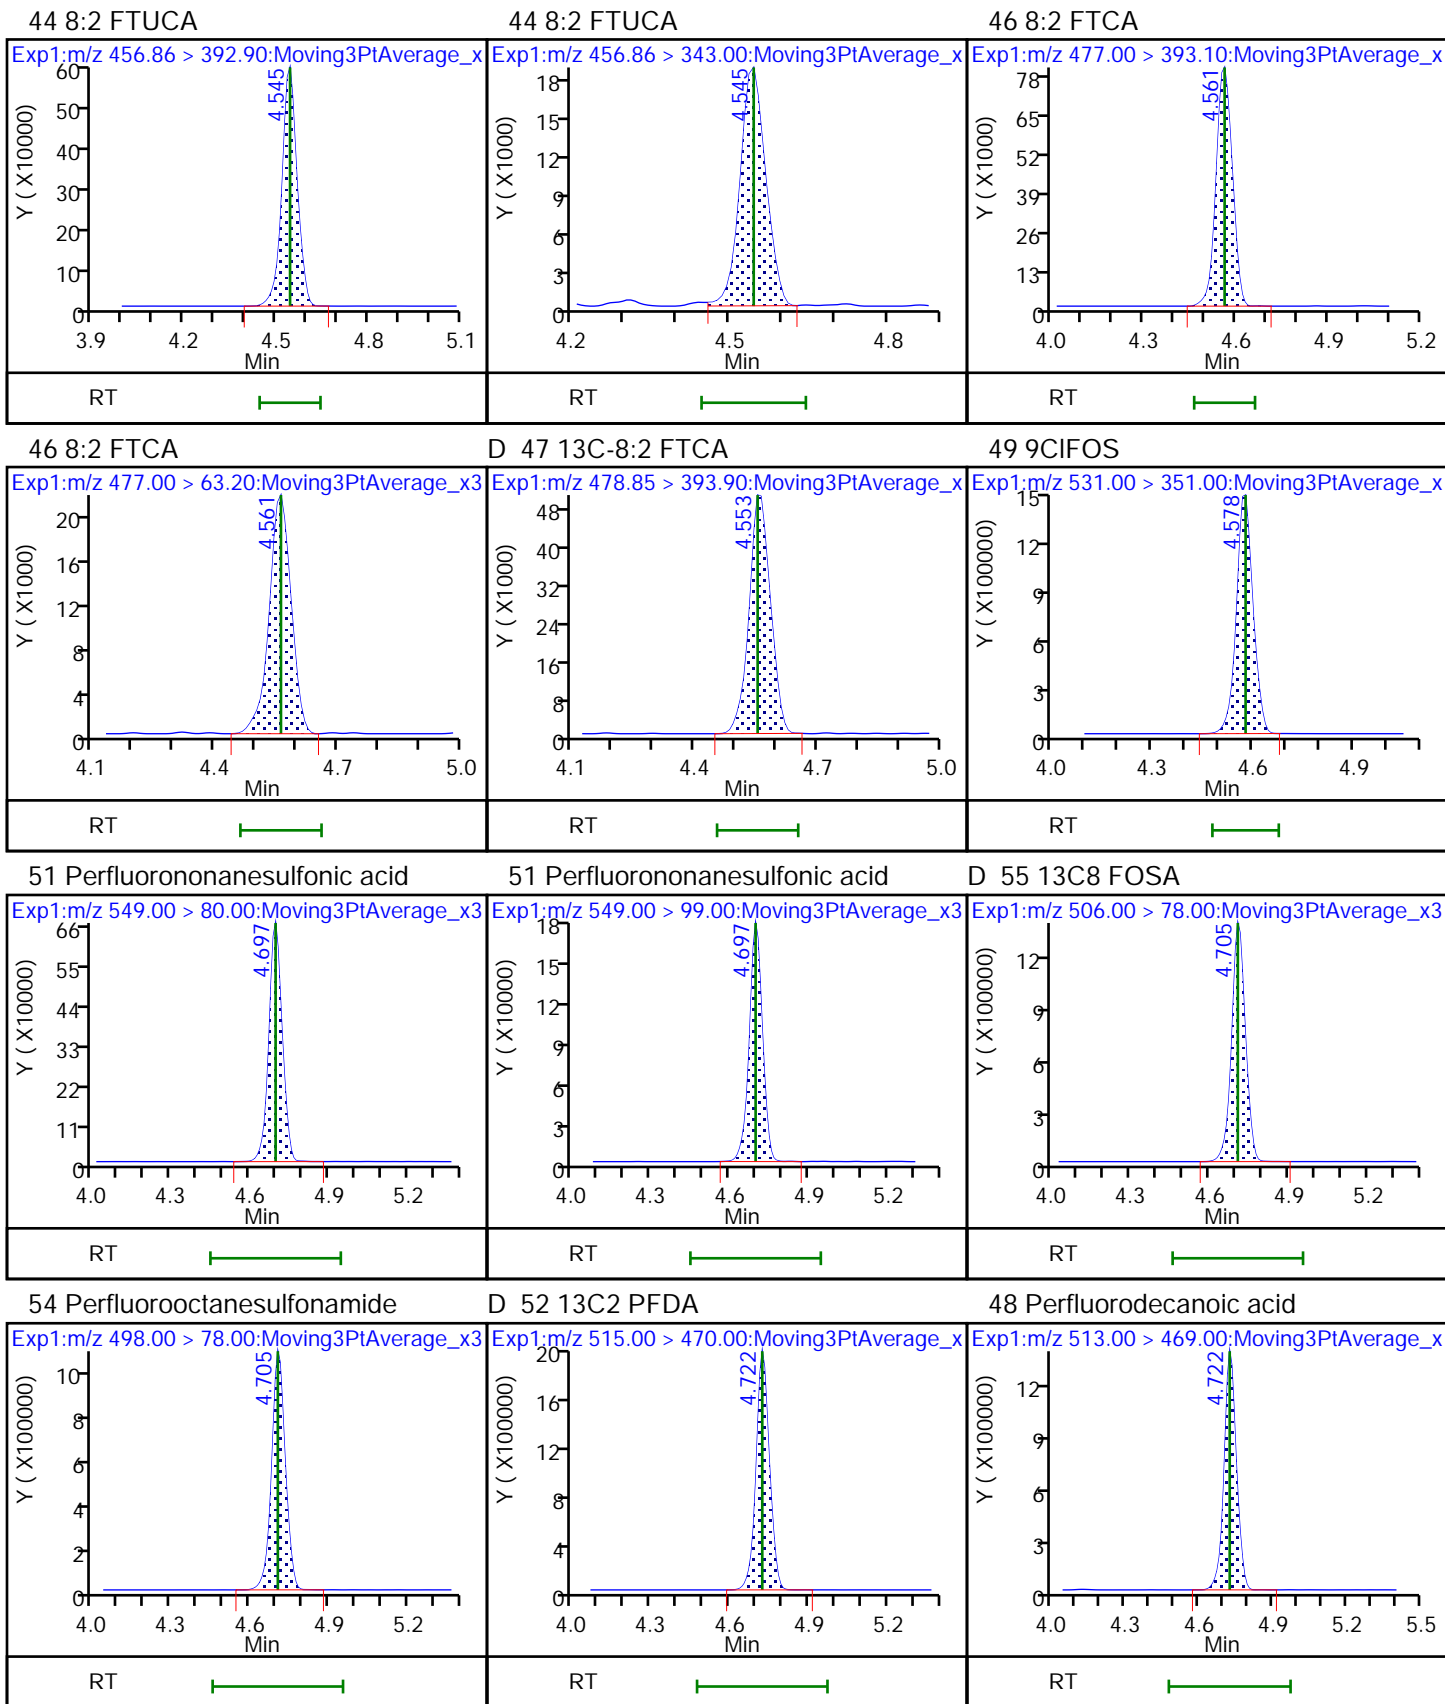 44 8:2 FTUCA
Exp1:m/z 456.86 > 392.90:Moving3PtAverage_x
4.545
Y ( X10000)
60
50
40
30
20
10
0
3.9 4.2 4.5 4.8 5.1
Min
RT
44 8:2 FTUCA
Exp1:m/z 456.86 > 343.00:Moving3PtAverage_x
4.545
Y ( X10000)
18
15
12
9
6
3
0
4.2 4.5 4.8
Min
RT
46 8:2 FTCA
Exp1:m/z 477.00 > 393.10:Moving3PtAverage_x
4.561
Y ( X1000)
78
65
52
39
26
13
0
4.0 4.3 4.6 4.9 5.2
Min
RT
46 8:2 FTCA
Exp1:m/z 477.00 > 63.20:Moving3PtAverage_x3
4.561
Y ( X1000)
20
16
12
8
4
0
4.1 4.4 4.7 5.0
Min
RT
D 47 13C-8:2 FTCA
Exp1:m/z 478.85 > 393.90:Moving3PtAverage_x
4.553
Y ( X1000)
48
40
32
24
16
8
0
4.1 4.4 4.7 5.0
Min
RT
49 9ClFOS
Exp1:m/z 531.00 > 351.00:Moving3PtAverage_x
4.578
Y ( X100000)
15
12
9
6
3
0
4.0 4.3 4.6 4.9
Min
RT
51 Perfluorononanesulfonic acid
Exp1:m/z 549.00 > 80.00:Moving3PtAverage_x3
4.697
Y ( X10000)
66
55
44
33
22
11
0
4.0 4.3 4.6 4.9 5.2
Min
RT
51 Perfluorononanesulfonic acid
Exp1:m/z 549.00 > 99.00:Moving3PtAverage_x3
4.697
Y ( X10000)
18
15
12
9
6
3
0
4.0 4.3 4.6 4.9 5.2
Min
RT
D 55 13C8 FOSA
Exp1:m/z 506.00 > 78.00:Moving3PtAverage_x3
4.705
Y ( X100000)
12
9
6
3
0
4.0 4.3 4.6 4.9 5.2
Min
RT
54 Perfluorooctanesulfonamide
Exp1:m/z 498.00 > 78.00:Moving3PtAverage_x3
4.705
Y ( X100000)
10
8
6
4
2
0
4.0 4.3 4.6 4.9 5.2
Min
RT
D 52 13C2 PFDA
Exp1:m/z 515.00 > 470.00:Moving3PtAverage_x
4.722
Y ( X100000)
20
16
12
8
4
0
4.0 4.3 4.6 4.9 5.2
Min
RT
48 Perfluorodecanoic acid
Exp1:m/z 513.00 > 469.00:Moving3PtAverage_x
4.722
Y ( X100000)
12
9
6
3
0
4.0 4.3 4.6 4.9 5.2 5.5
Min
RT